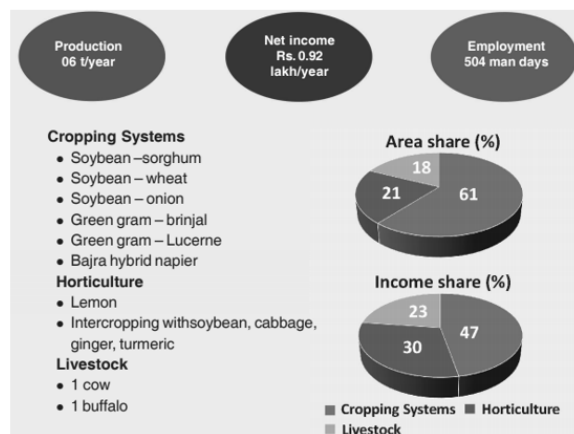 Production
06 t/year
Net income
Rs. 0.92
lakh/year
Employment
504 man days
Cropping Systems
• Soybean –sorghum
• Soybean – wheat
• Soybean – onion
• Green gram – brinjal
• Green gram – Lucerne
• Bajra hybrid napier
Horticulture
• Lemon
• Intercropping withsoybean, cabbage,
ginger, turmeric
Livestock
• 1 cow
• 1 buffalo
Area share (%)
18
21
61
Income share (%)
23
47
30
Cropping Systems Horticulture
Livestock